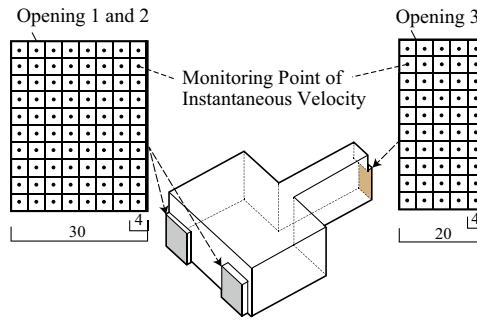 Opening 1 and 2
Opening 3
Monitoring Point of
Instantaneous Velocity
4
30
4
20